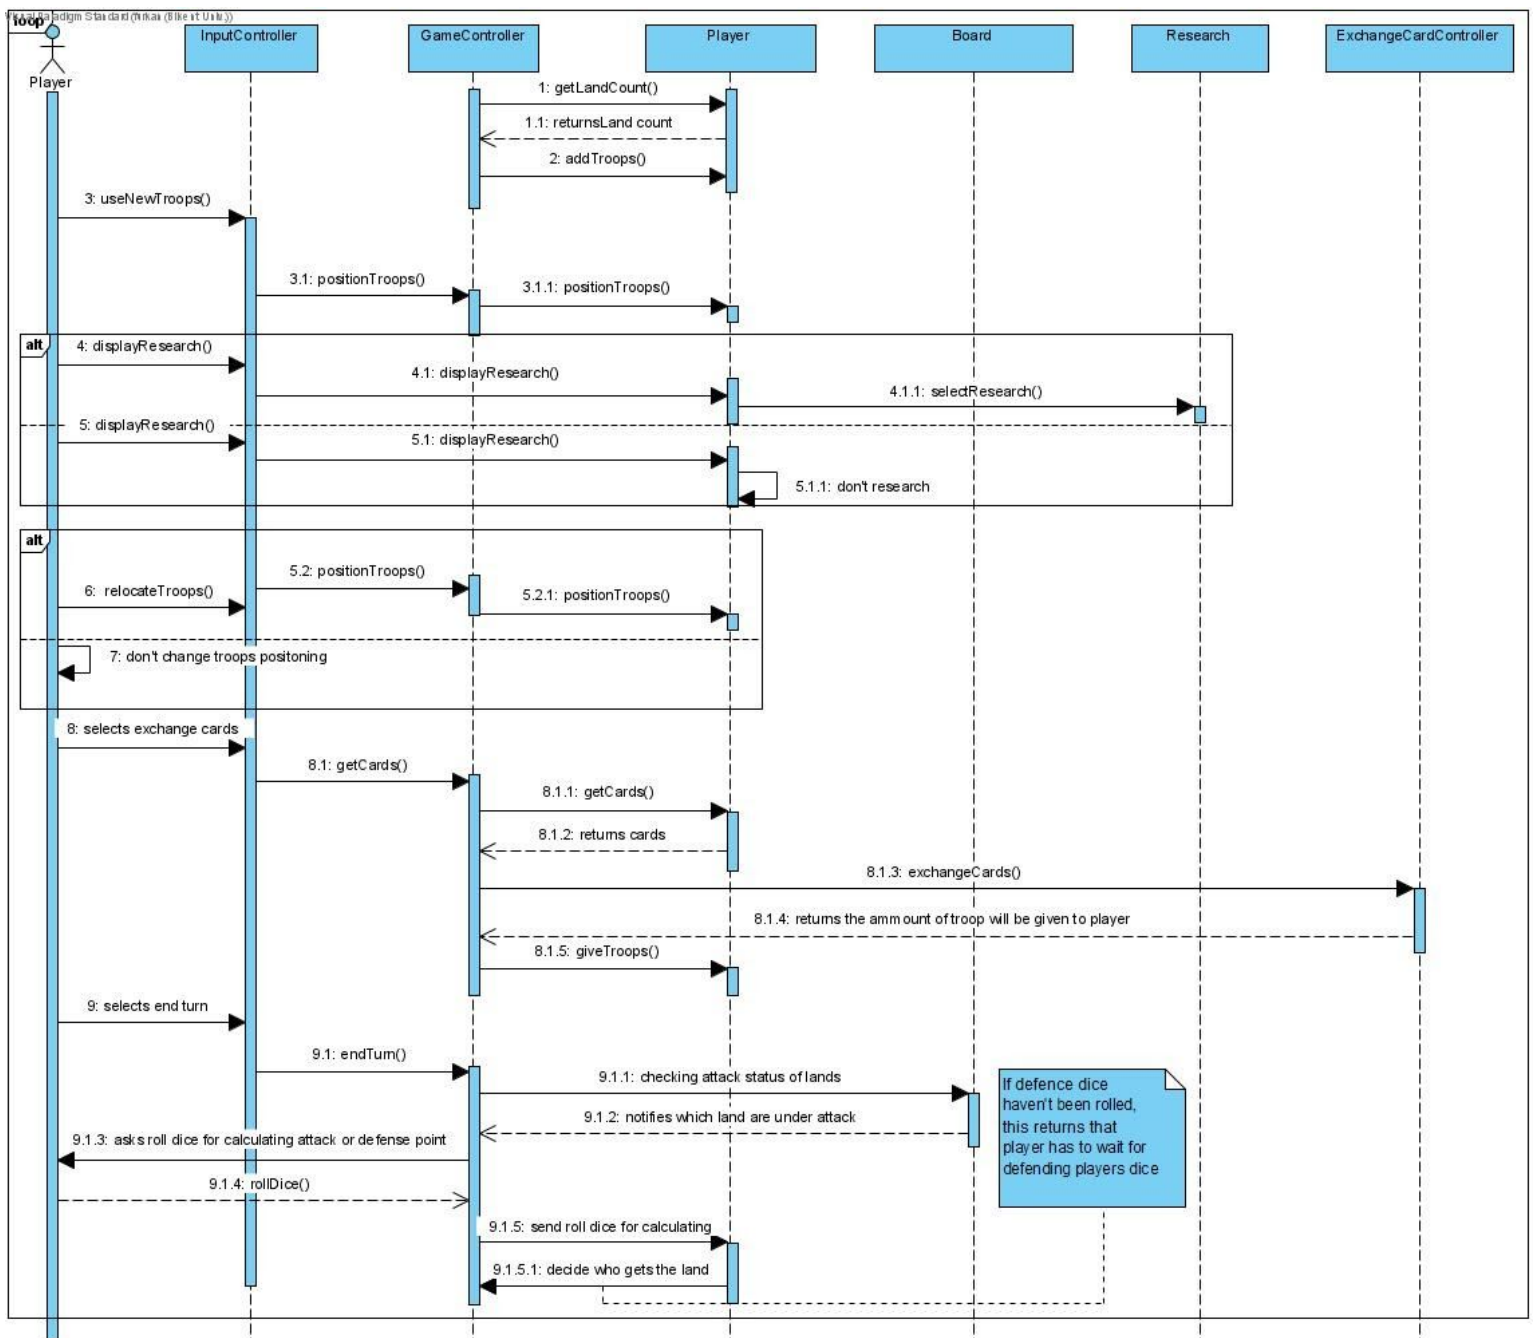 Visual Paradigm Standard (Bilkent Univ.)
loop
Player
InputController
GameController
Player
Board
Research
ExchangeCardController
1: getLandCount()
1.1: returnsLand count
2: addTroops()
3: useNewTroops()
3.1: positionTroops()
3.1.1: positionTroops()
alt
4: displayResearch()
4.1: displayResearch()
4.1.1: selectResearch()
5: displayResearch()
5.1: displayResearch()
5.1.1: don't research
alt
5.2: positionTroops()
6: relocateTroops()
5.2.1: positionTroops()
7: don't change troops positoning
8: selects exchange cards
8.1: getCards()
8.1.1: getCards()
8.1.2: returns cards
8.1.3: exchangeCards()
8.1.4: returns the ammount of troop will be given to player
8.1.5: giveTroops()
9: selects end turn
9.1: endTurn()
9.1.1: checking attack status of lands
9.1.2: notifies which land are under attack
9.1.3: asks roll dice for calculating attack or defense point
9.1.4: rollDice()
9.1.5: send roll dice for calculating
9.1.5.1: decide who gets the land
If defence dice
haven't been rolled,
this returns that
player has to wait for
defending players dice